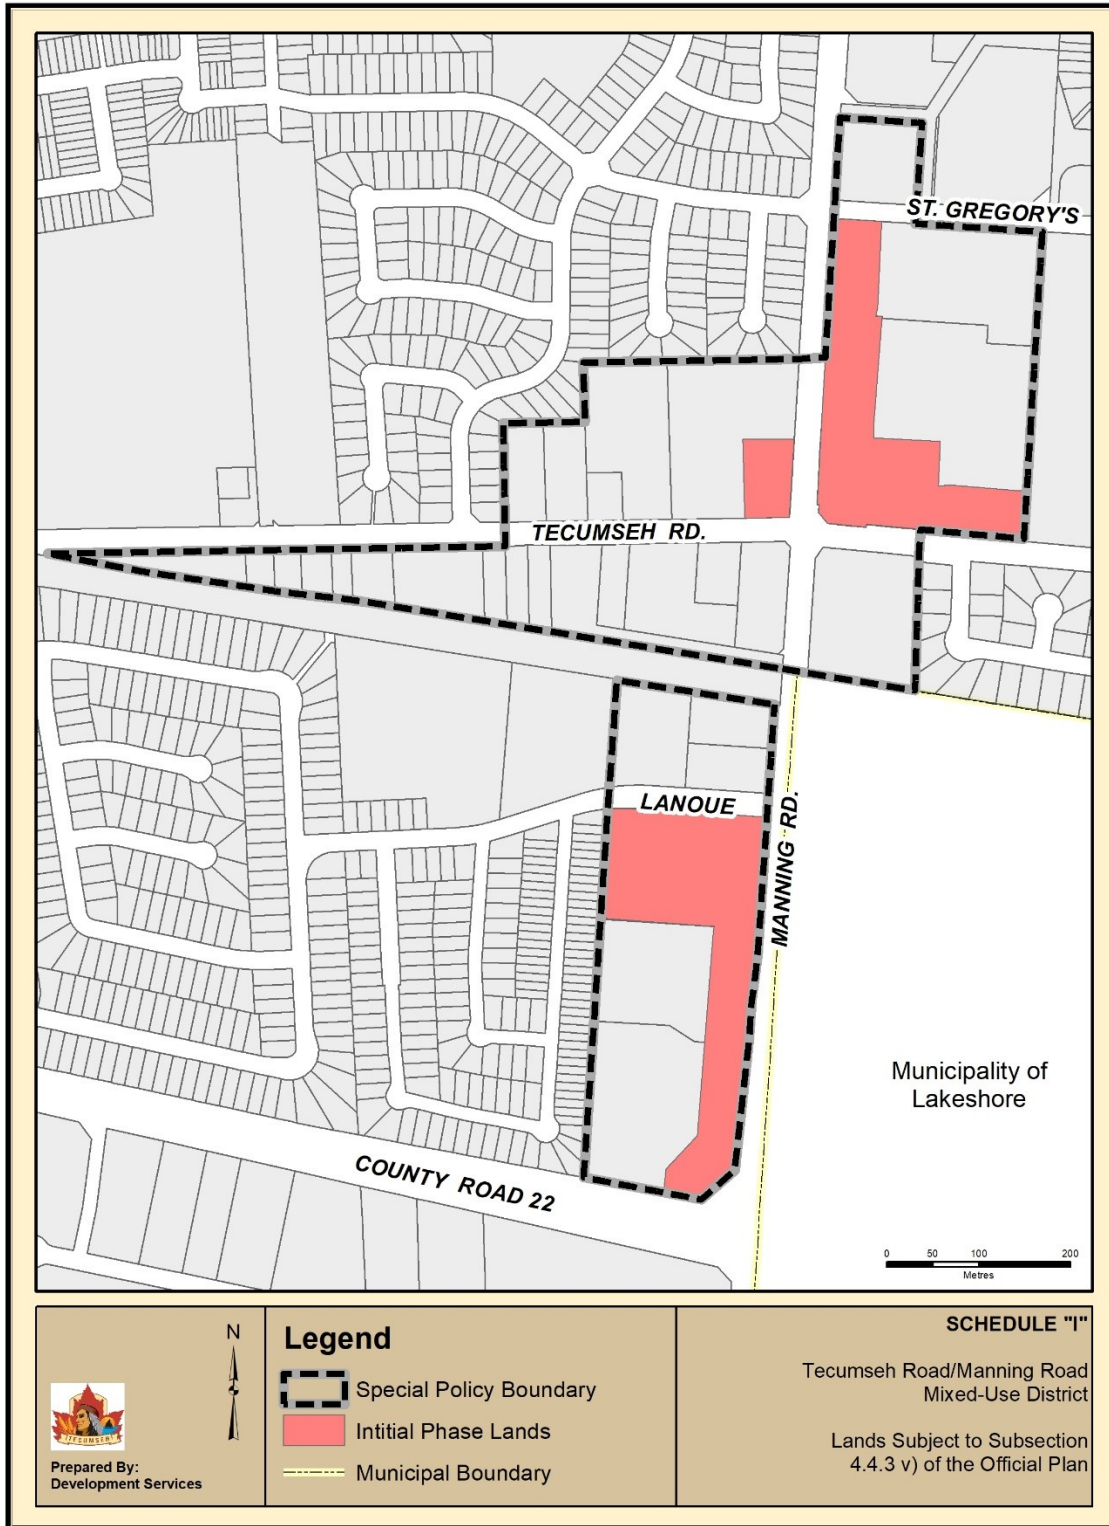 ST. GREGORY'S
TECUMSEH RD.
LANOUE
MANNING RD.
Municipality of
Lakeshore
COUNTY ROAD 22
0 50 100 200
Metres
N
TECUMSEH
Prepared By:
Development Services
Legend
Special Policy Boundary
Intitial Phase Lands
Municipal Boundary
SCHEDULE "I"
Tecumseh Road/Manning Road
Mixed-Use District
Lands Subject to Subsection
4.4.3 v) of the Official Plan